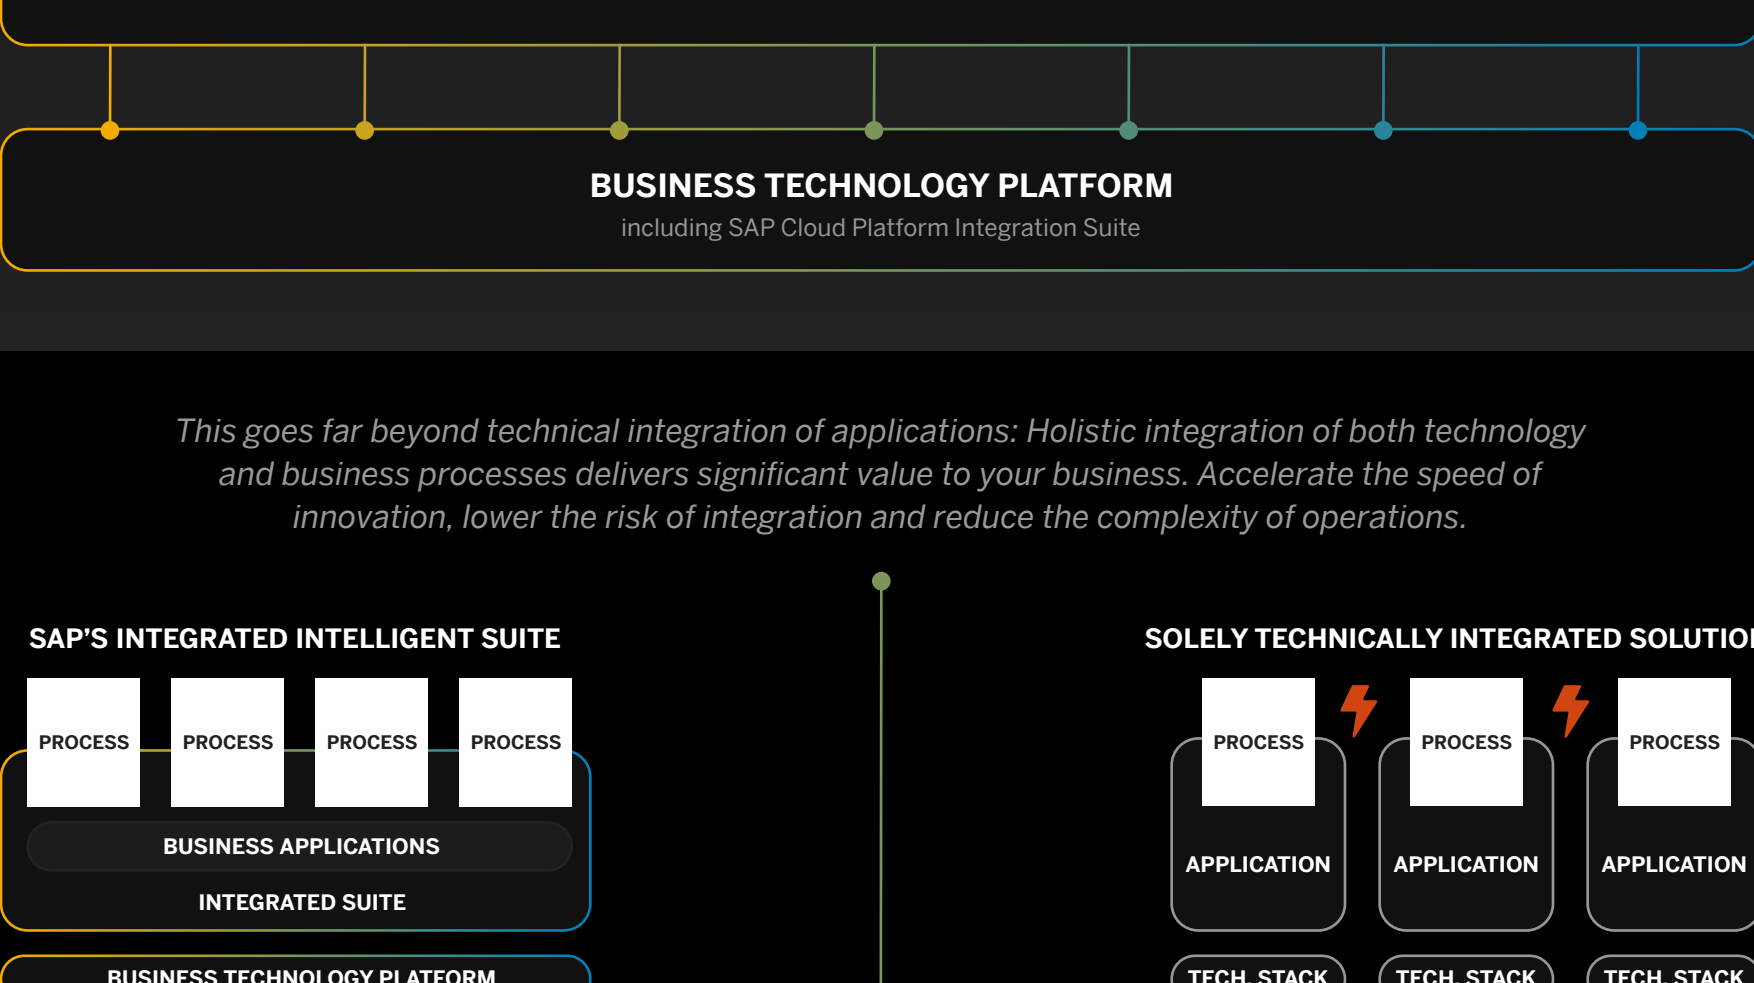 BUSINESS TECHNOLOGY PLATFORM
including SAP Cloud Platform Integration Suite
This goes far beyond technical integration of applications: Holistic integration of both technology
and business processes delivers significant value to your business. Accelerate the speed of
innovation, lower the risk of integration and reduce the complexity of operations.
SAP’S INTEGRATED INTELLIGENT SUITE
PROCESS PROCESS PROCESS PROCESS
BUSINESS APPLICATIONS
INTEGRATED SUITE
BUSINESS TECHNOLOGY PLATFORM
SOLELY TECHNICALLY INTEGRATED
PROCESS PROCESS PROCESS
APPLICATION APPLICATION APPLICATION
TECH. STACK TECH. STACK TECH. STACK